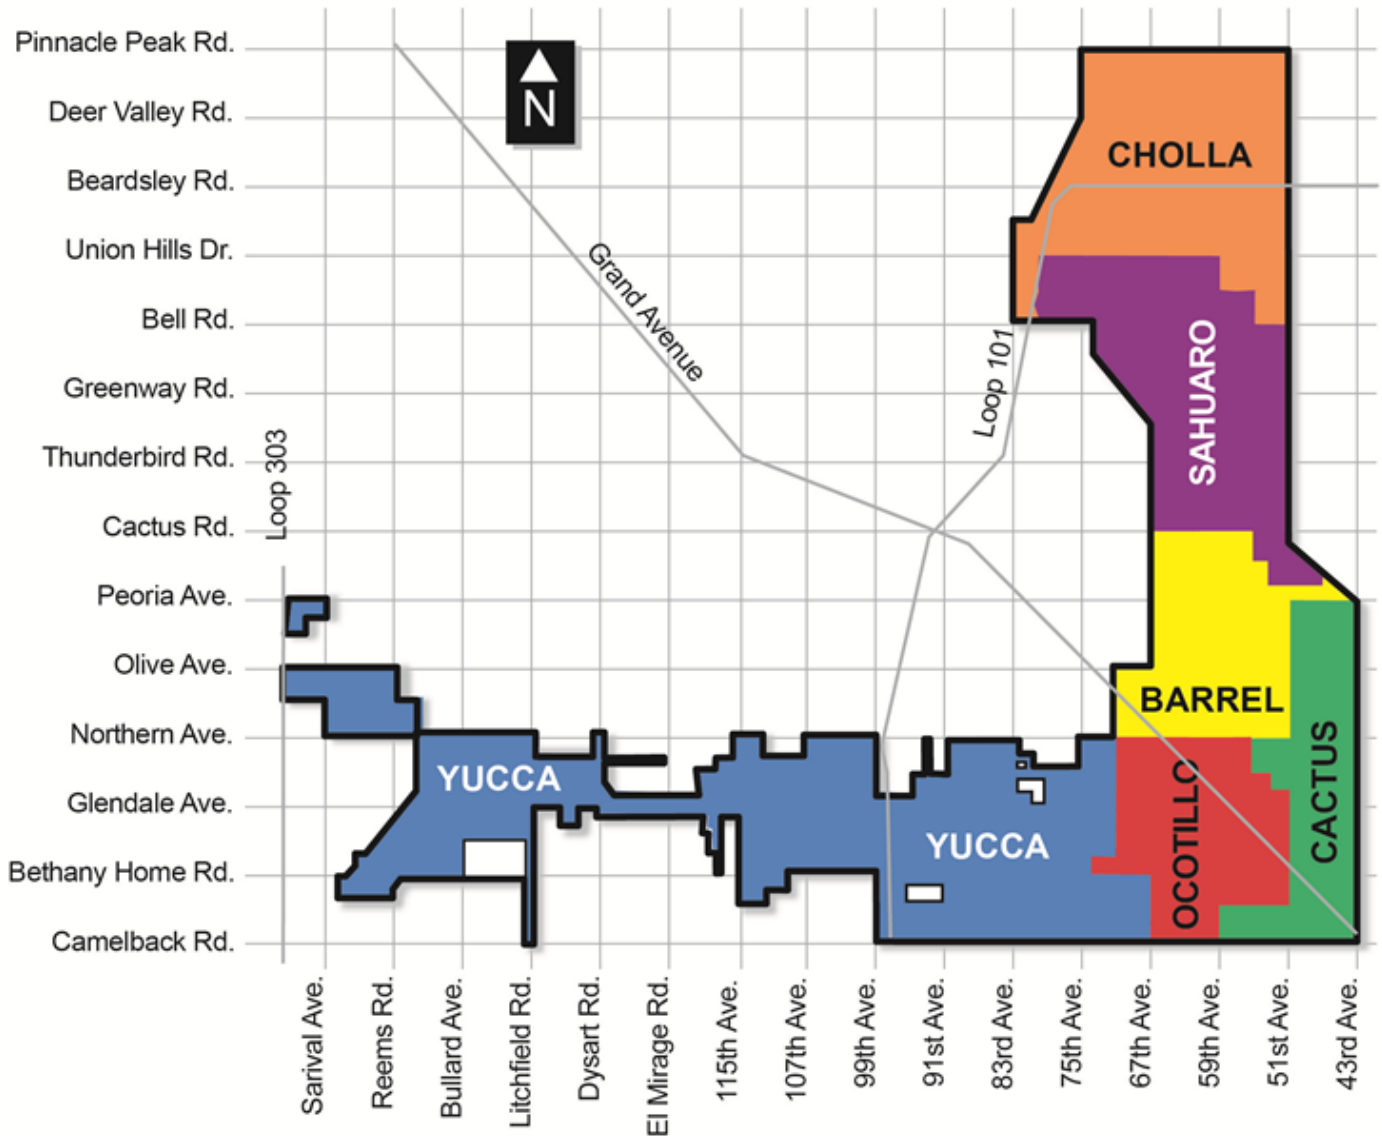 Pinnacle Peak Rd.
Deer Valley Rd.
Beardsley Rd.
Union Hills Dr.
Bell Rd.
Greenway Rd.
Thunderbird Rd.
Cactus Rd.
Peoria Ave.
Olive Ave.
Northern Ave.
Glendale Ave.
Bethany Home Rd.
Camelback Rd.
N
Loop 303
Grand Avenue
Loop 101
CHOLLA
SAHUARO
BARREL
CACTUS
OCOTILLO
YUCCA
YUCCA
Sarival Ave.
Reems Rd.
Bullard Ave.
Litchfield Rd.
Dysart Rd.
El Mirage Rd.
115th Ave.
107th Ave.
99th Ave.
91st Ave.
83rd Ave.
75th Ave.
67th Ave.
59th Ave.
51st Ave.
43rd Ave.